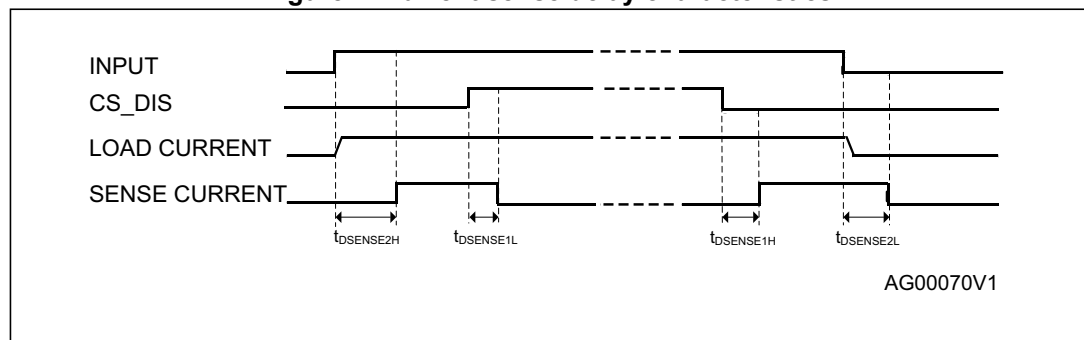 INPUT
CS_DIS
LOAD CURRENT
SENSE CURRENT
tDSENSE2H tDSENSE1L tDSENSE1H tDSENSE2L
AG00070V1